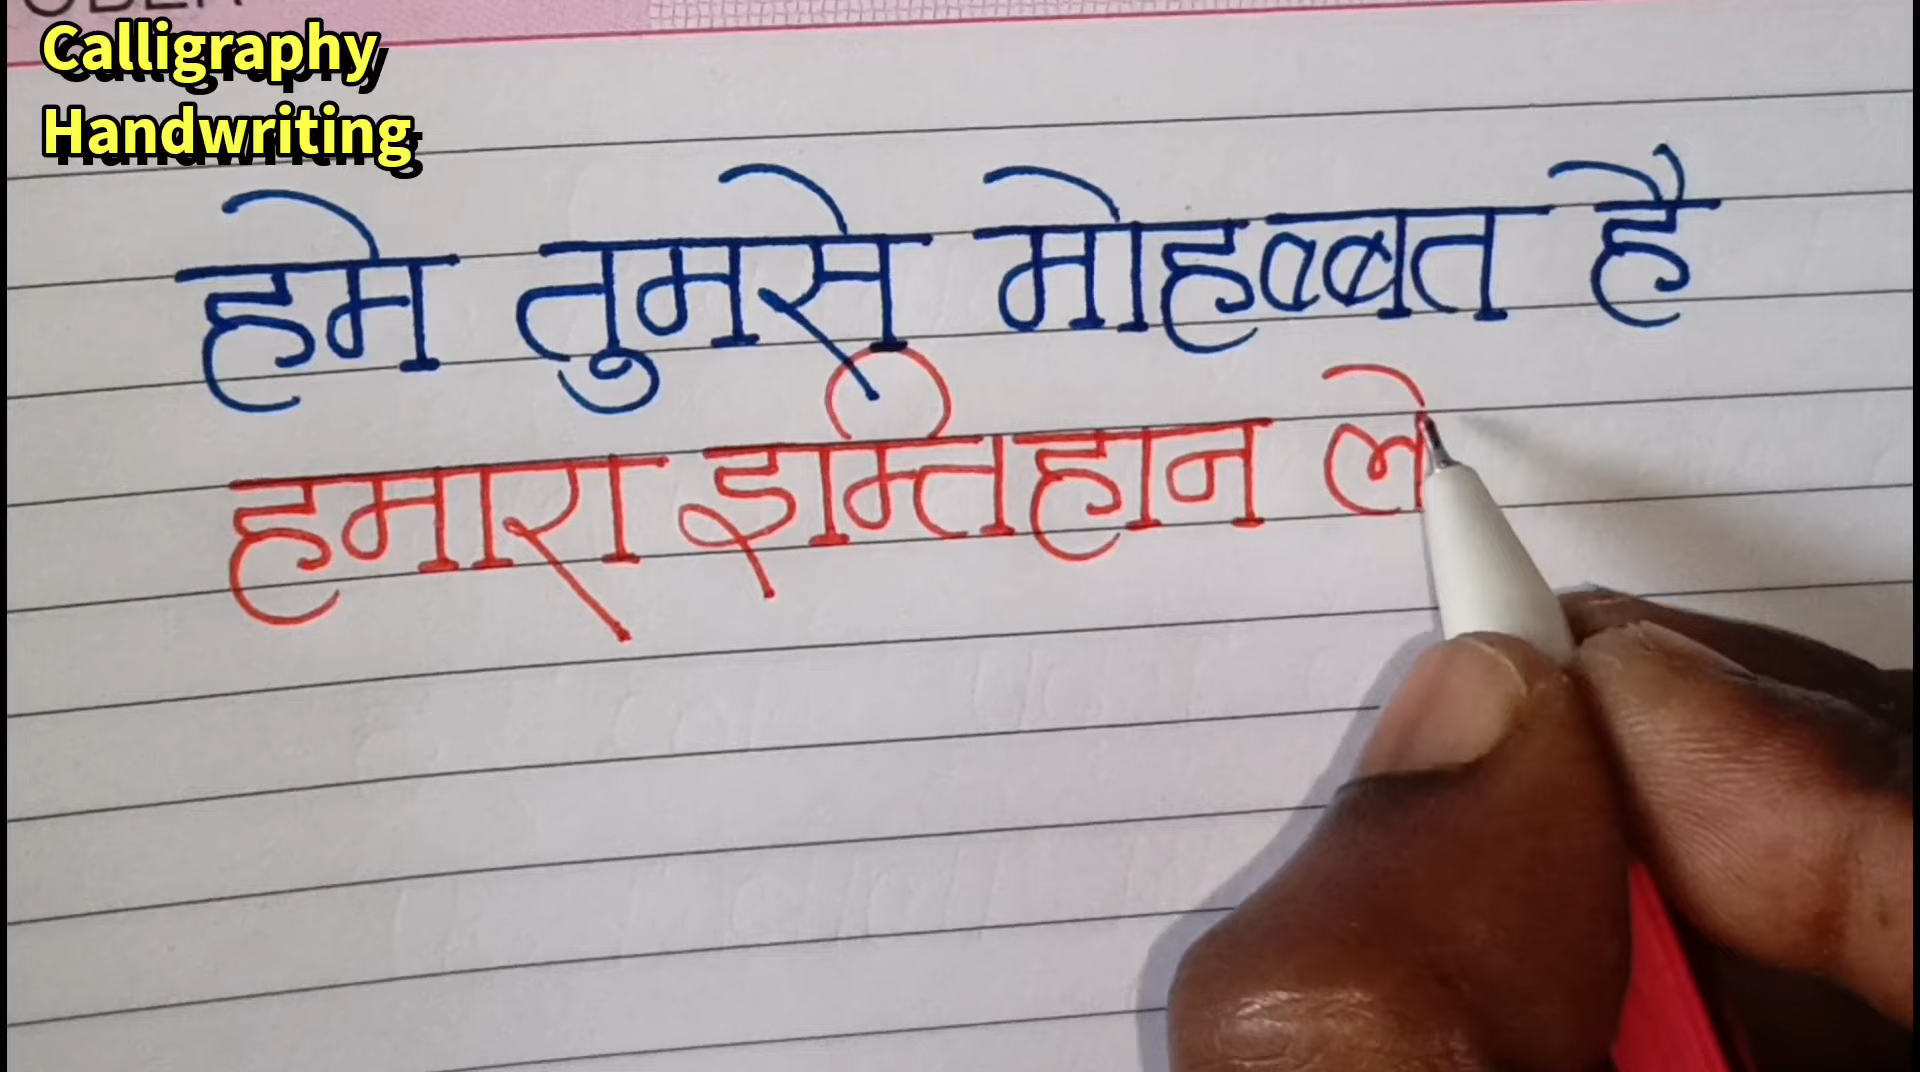 Calligraphy
Handwriting
हमे तुमसे मोहब्बत है
हमारा इम्तिहान ले